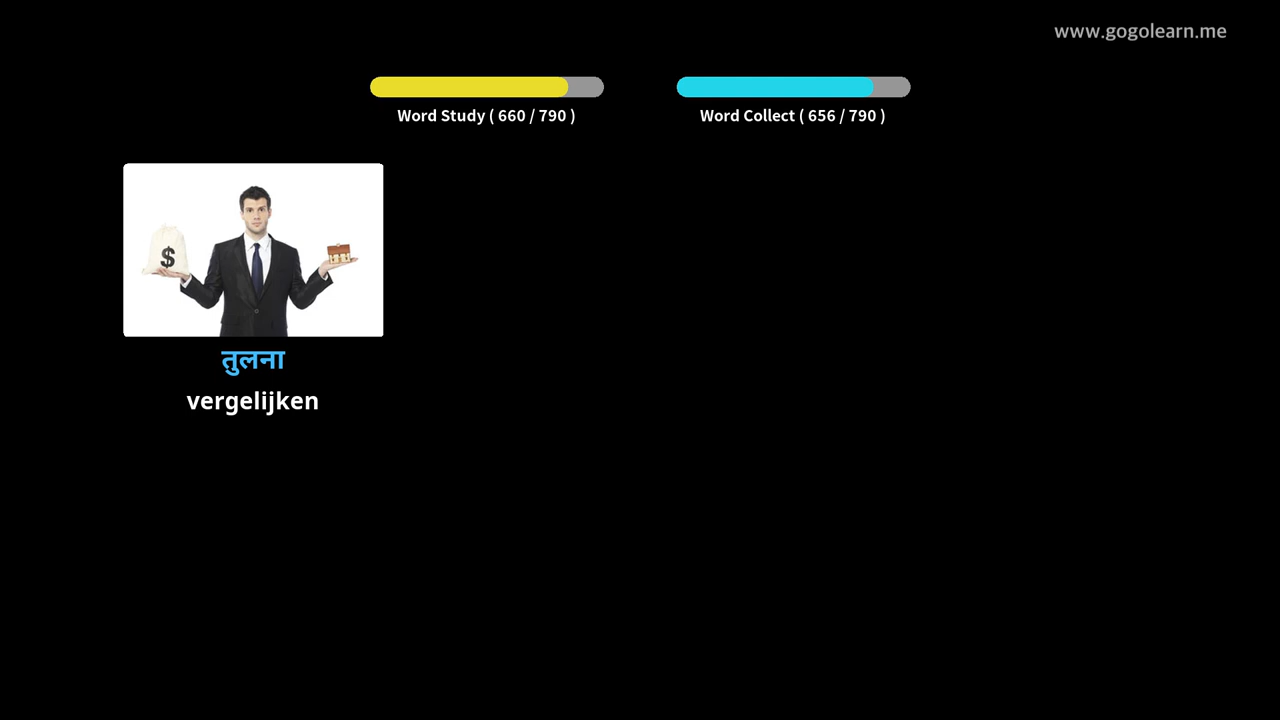 www.gogolearn.me
Word Study ( 660 / 790 )
Word Collect ( 656 / 790 )
$
तुलना
vergelijken